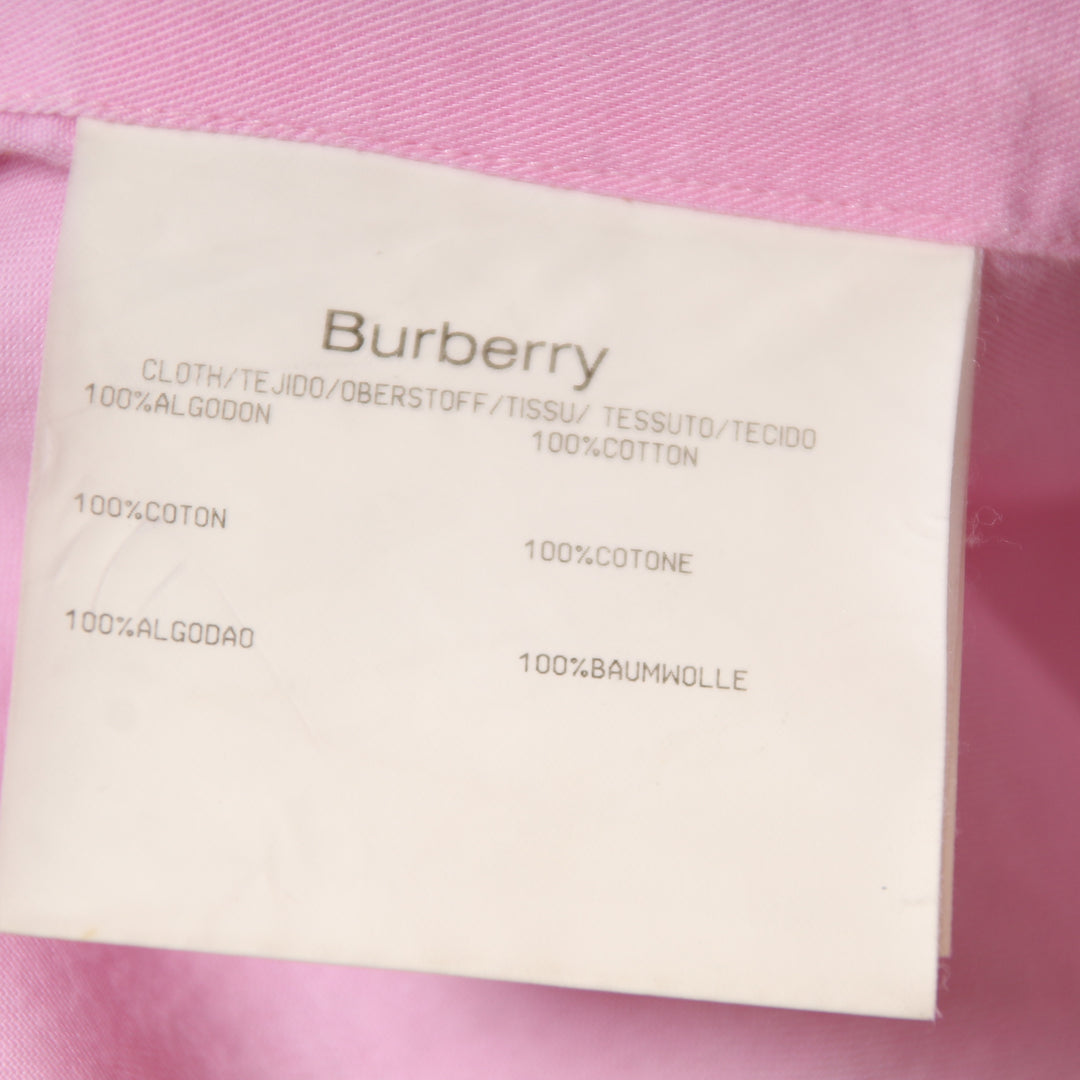 Burberry
CLOTH/TEJIDO/OBERSTOFF/TISSU/ TESSUTO/TECIDO
100%ALGODON
100%COTTON
100%COTON
100%COTONE
100%ALGODAO
100%BAUMWOLLE